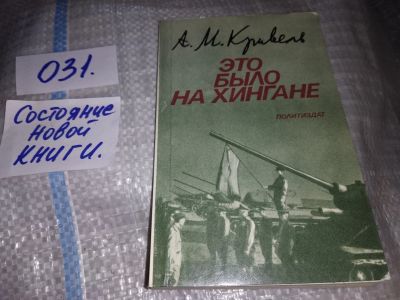 031.
Состояние
новой
книги.
А. М. Кривель
ЭТО
БЫЛО
НА ХИНГАНЕ
ПОЛИТИЗДАТ